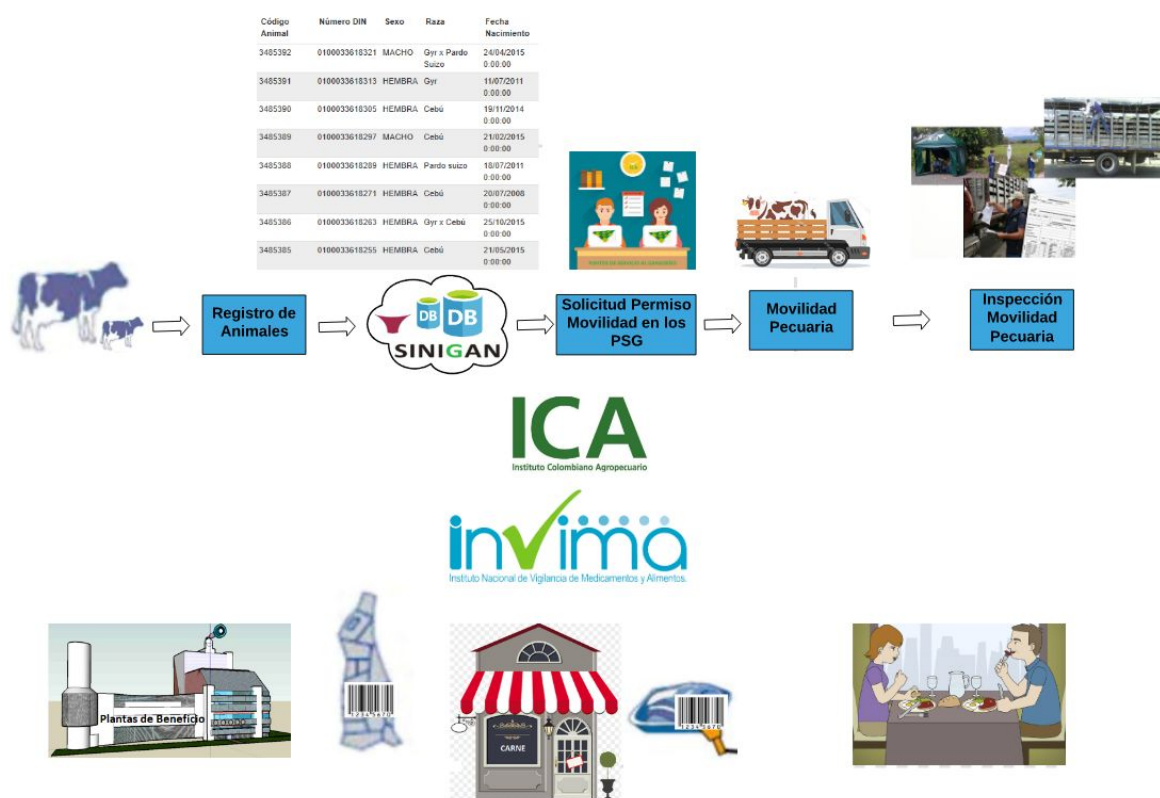 Código Animal Número DIN Sexo Raza Fecha Nacimiento
3485392 0100033618321 MACHO Gyr x Pardo Suizo 24/04/2015 0:00:00
3485391 0100033618313 HEMBRA Gyr 11/07/2011 0:00:00
3485390 0100033618305 HEMBRA Cebú 19/11/2014 0:00:00
3485389 0100033618297 MACHO Cebú 21/02/2015 0:00:00
3485388 0100033618289 HEMBRA Pardo suizo 18/07/2011 0:00:00
3485387 0100033618271 HEMBRA Cebú 20/07/2008 0:00:00
3485386 0100033618263 HEMBRA Gyr x Cebú 25/10/2015 0:00:00
3485385 0100033618255 HEMBRA Cebú 21/05/2015 0:00:00
Registro de
Animales
DB DB
SINIGAN
Solicitud Permiso
Movilidad en los
PSG
Movilidad
Pecuaria
Inspección
Movilidad
Pecuaria
ICA
Instituto Colombiano Agropecuario
invima
Instituto Nacional de Vigilancia de Medicamentos y Alimentos.
Plantas de Beneficio
12345670
CARNE
12345670